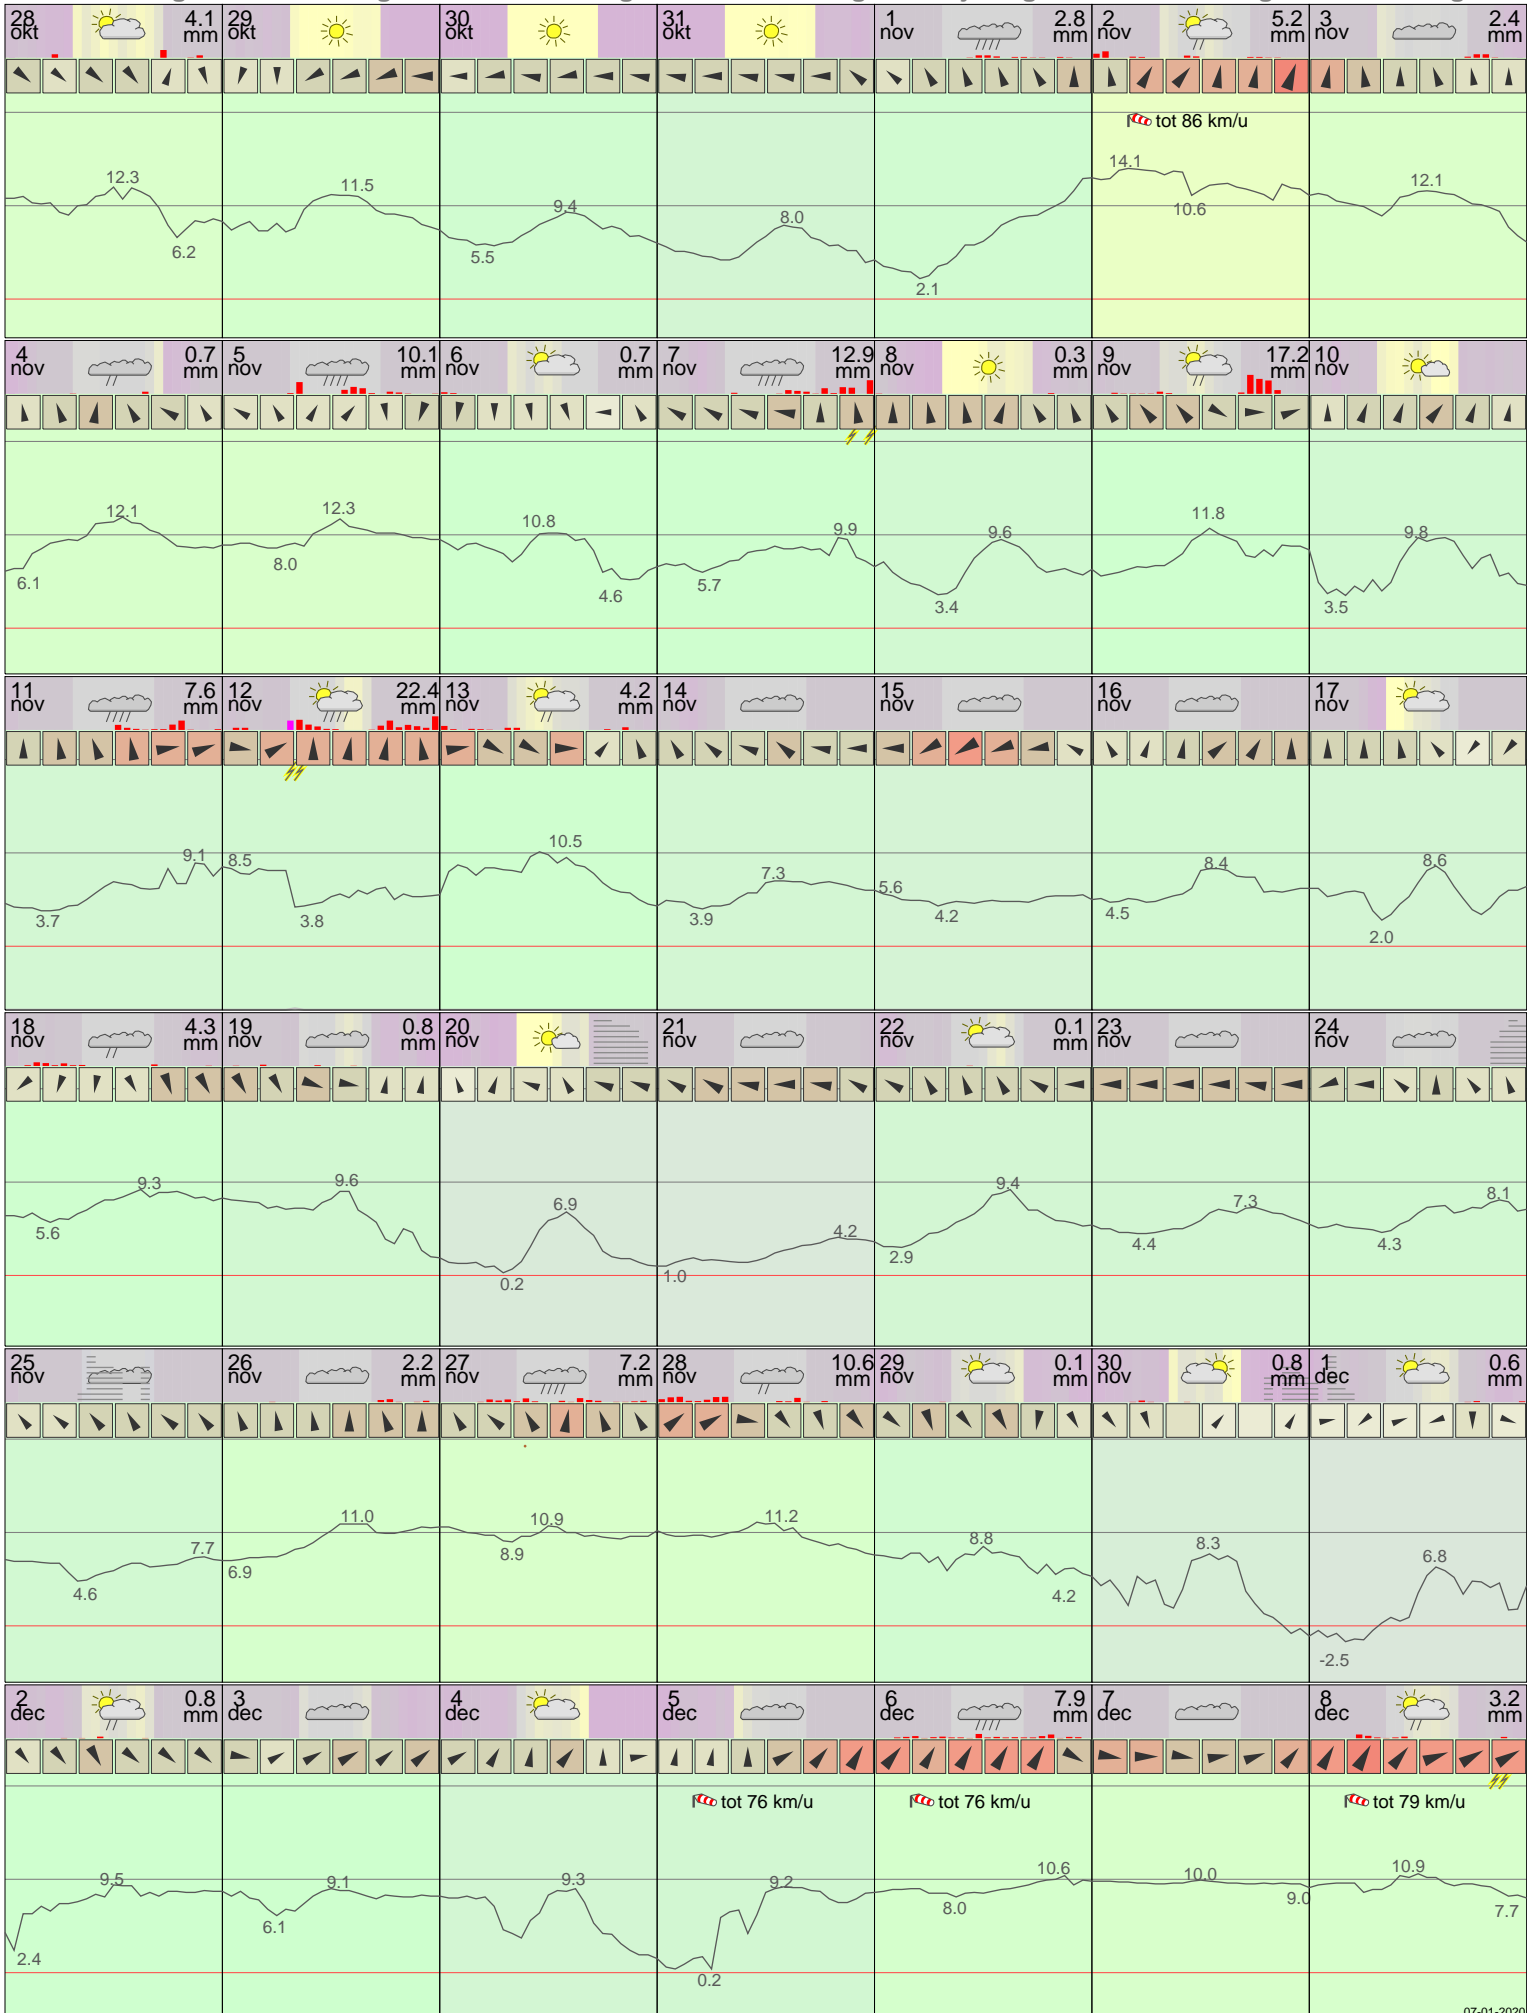 28 okt 4.1 mm 29 okt 30 okt 31 okt 1 nov 2.8 mm 2 nov 5.2 mm 3 nov 2.4 mm
tot 86 km/u
12.3 6.2 11.5 5.5 9.4 8.0 2.1 14.1 10.6 12.1
4 nov 0.7 mm 5 nov 10.1 mm 6 nov 0.7 mm 7 nov 12.9 mm 8 nov 0.3 mm 9 nov 17.2 mm 10 nov
6.1 12.1 8.0 12.3 10.8 4.6 5.7 9.9 3.4 9.6 11.8 3.5 9.8
11 nov 7.6 mm 12 nov 22.4 mm 13 nov 4.2 mm 14 nov 15 nov 16 nov 17 nov
3.7 9.1 8.5 3.8 10.5 3.9 7.3 5.6 4.2 4.5 8.4 2.0 8.6
18 nov 4.3 mm 19 nov 0.8 mm 20 nov 21 nov 22 nov 0.1 mm 23 nov 24 nov
5.6 9.3 9.6 0.2 6.9 1.0 4.2 2.9 9.4 4.4 7.3 4.3 8.1
25 nov 26 nov 2.2 mm 27 nov 7.2 mm 28 nov 10.6 mm 29 nov 0.1 mm 30 nov 0.8 mm 1 dec 0.6 mm
4.6 7.7 6.9 11.0 8.9 10.9 11.2 8.8 4.2 8.3 -2.5 6.8
2 dec 0.8 mm 3 dec 4 dec 5 dec 6 dec 7.9 mm 7 dec 8 dec 3.2 mm
tot 76 km/u tot 76 km/u tot 79 km/u
2.4 9.5 6.1 9.1 9.3 0.2 9.2 8.0 10.6 10.0 9.0 10.9 7.7
07-01-2020